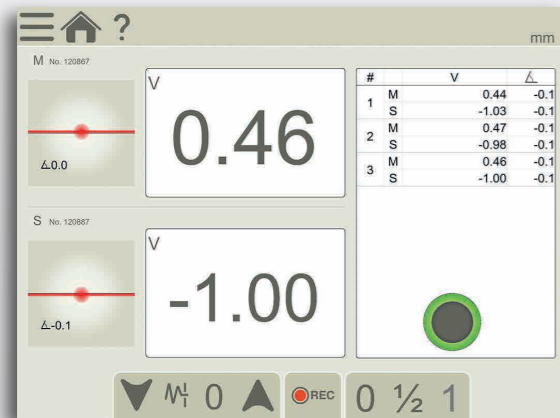 ?
mm
M No. 120867
V
0.46
∡0.0
S No. 120887
V
-1.00
∡-0.1
# V ∡
1 M 0.44 -0.1
S -1.03 -0.1
2 M 0.47 -0.1
S -0.98 -0.1
3 M 0.46 -0.1
S -1.00 -0.1
0 REC 0 ½ 1